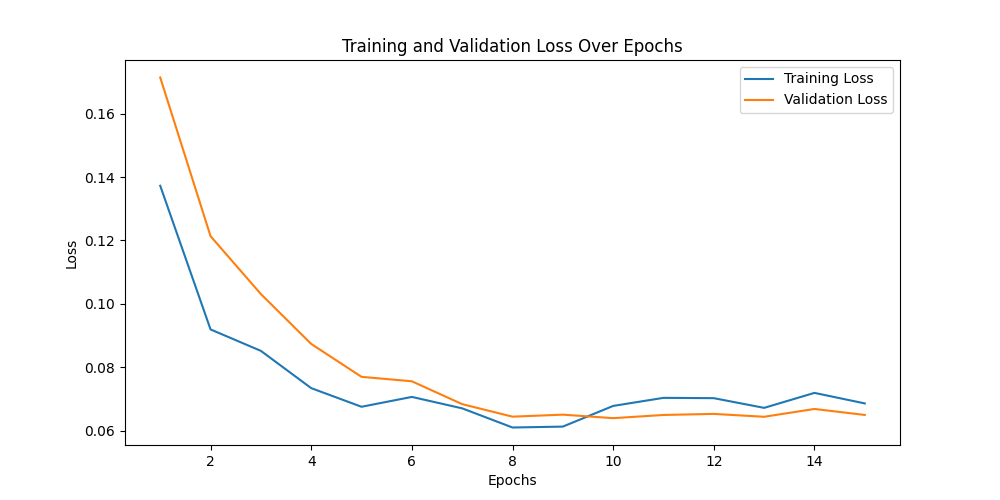 Training and Validation Loss Over Epochs
Training Loss
Validation Loss
0.16
0.14
0.12
0.10
0.08
0.06
Loss
2
4
6
8
10
12
14
Epochs